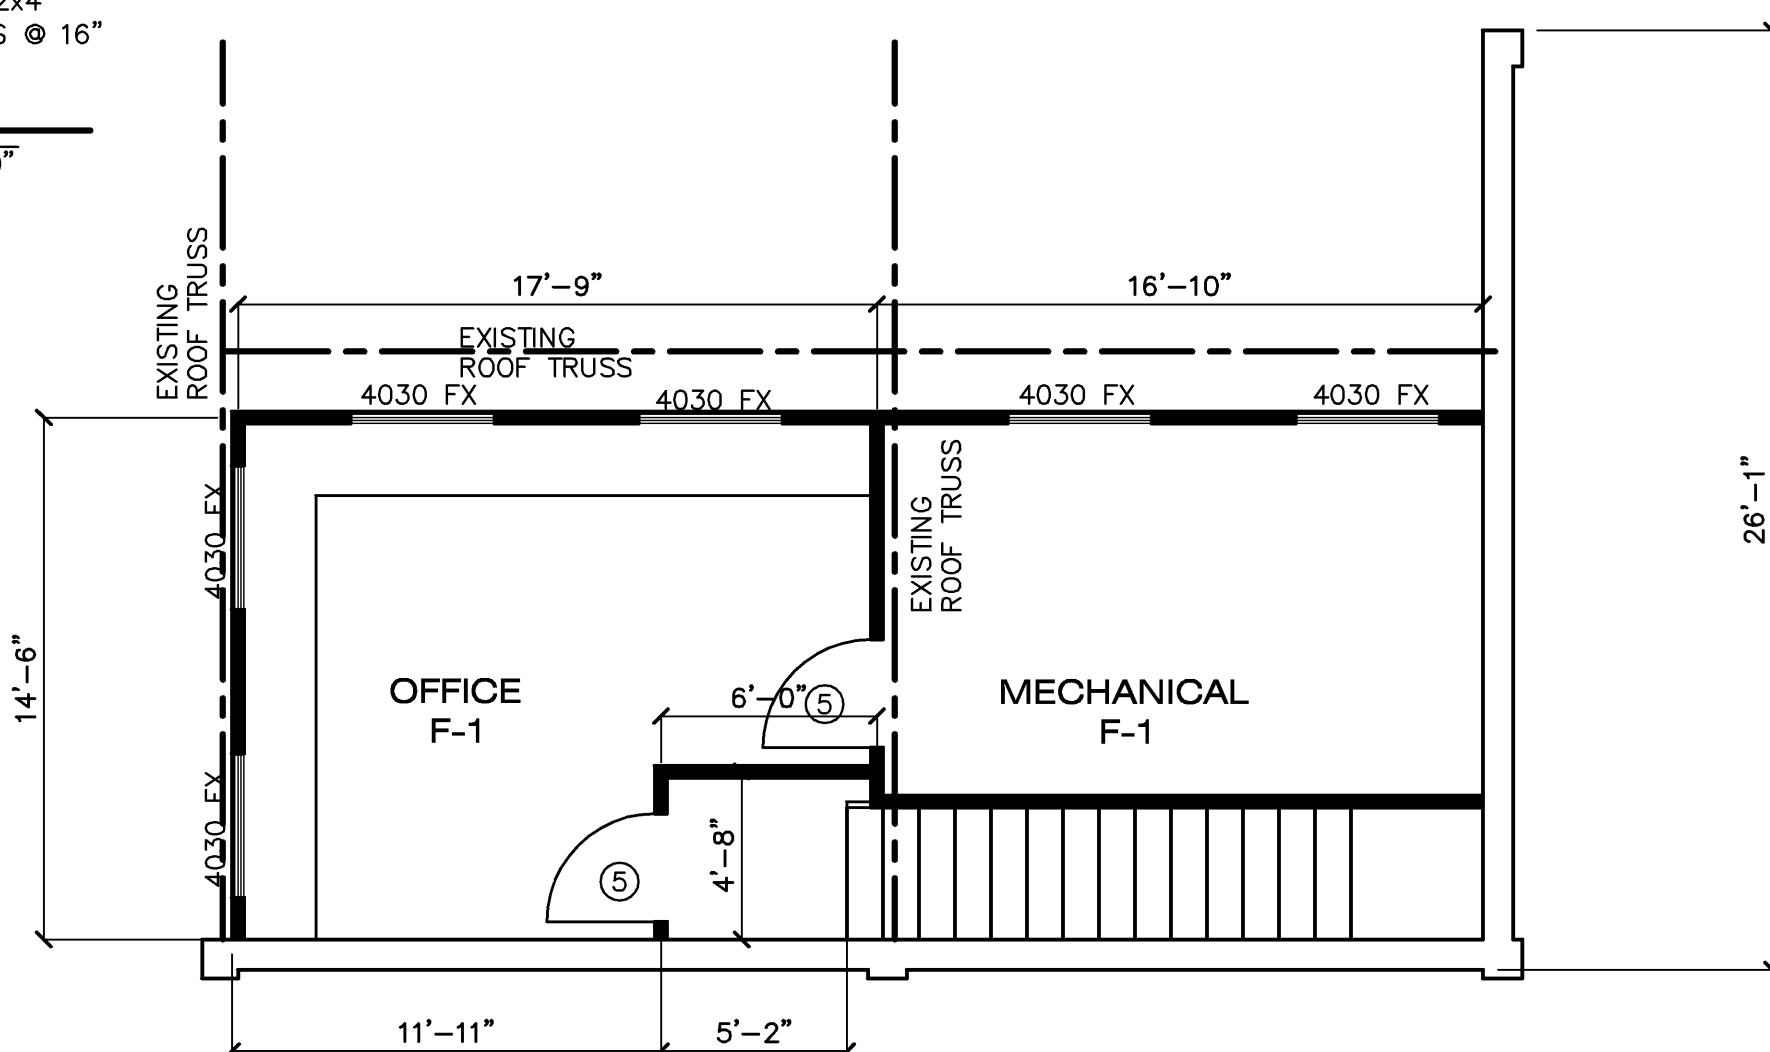 2x4
S @ 16"
0"
EXISTING
ROOF TRUSS
17'-9"
16'-10"
EXISTING
ROOF TRUSS
4030 FX
4030 FX
4030 FX
4030 FX
4030 FX
EXISTING
ROOF TRUSS
26'-1"
14'-6"
OFFICE
F-1
6'-0"
5
MECHANICAL
F-1
4030 FX
5
4'-8"
11'-11"
5'-2"